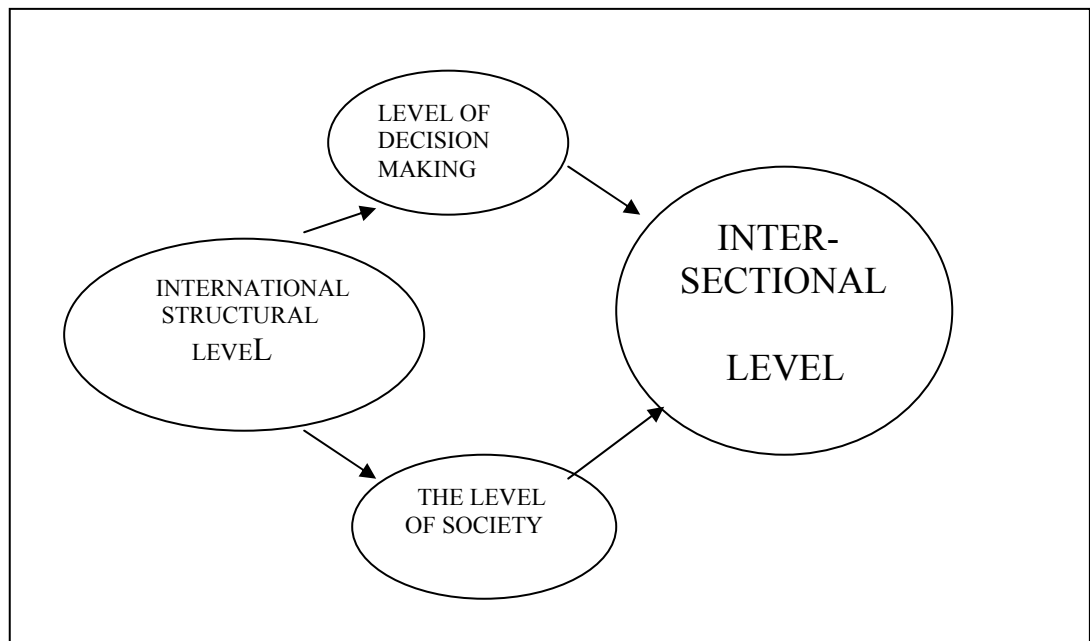 LEVEL OF
DECISION
MAKING
INTER-
SECTIONAL
LEVEL
INTERNATIONAL
STRUCTURAL
LEVEL
THE LEVEL
OF SOCIETY